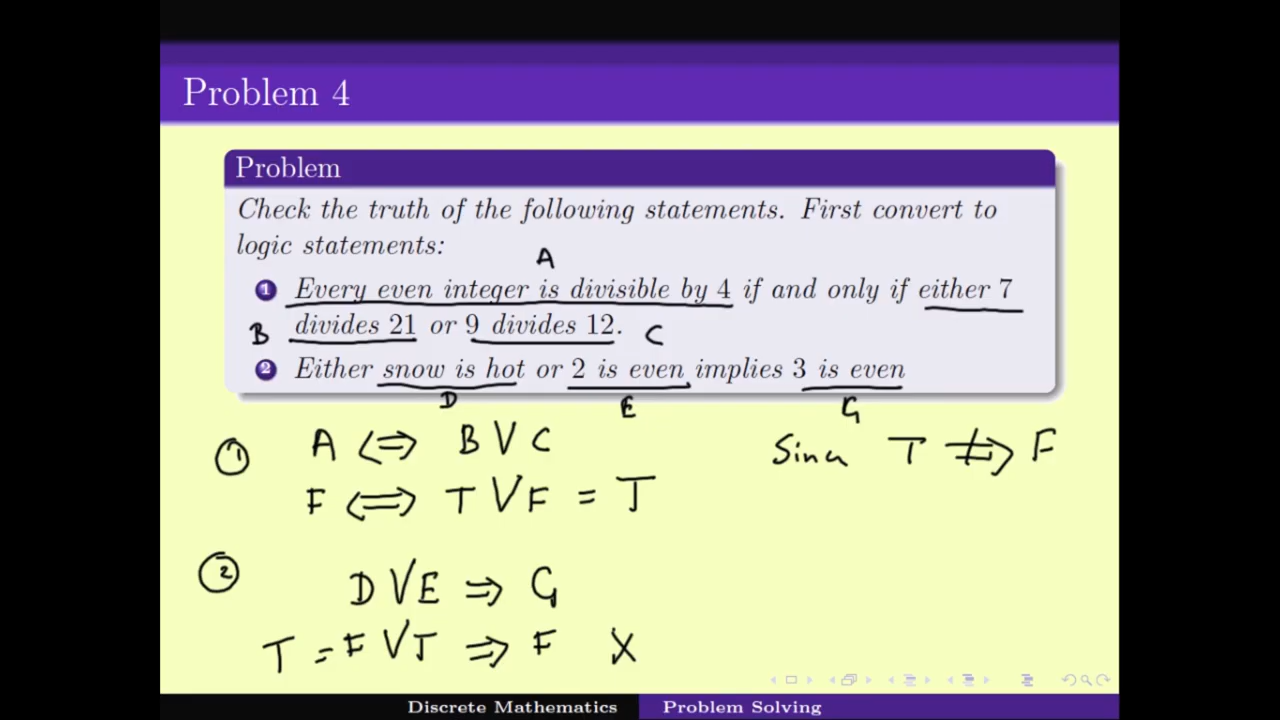 Problem 4
Problem
Check the truth of the following statements. First convert to
logic statements:
A
1 Every even integer is divisible by 4 if and only if either 7
B divides 21 or 9 divides 12. C
2 Either snow is hot or 2 is even implies 3 is even
D E G
① A ⇔ B V C
Since T ⇏ F
F ⇔ T V F = T
② D V E ⇒ G
T = F V T ⇒ F X
Discrete Mathematics Problem Solving